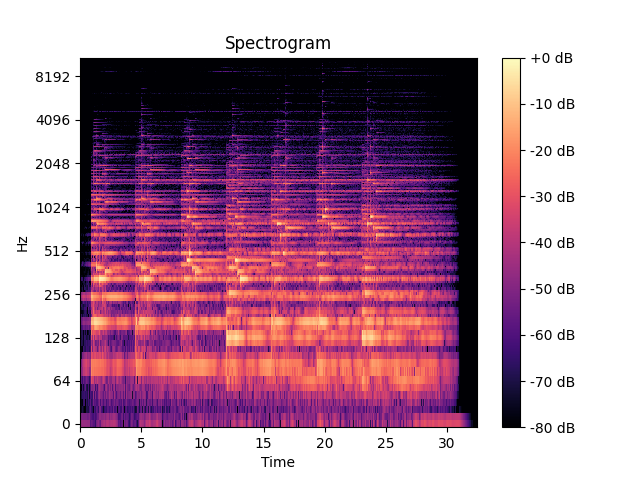 Spectrogram
8192
4096
2048
1024
512
256
128
64
0
Hz
0 5 10 15 20 25 30
Time
+0 dB
-10 dB
-20 dB
-30 dB
-40 dB
-50 dB
-60 dB
-70 dB
-80 dB